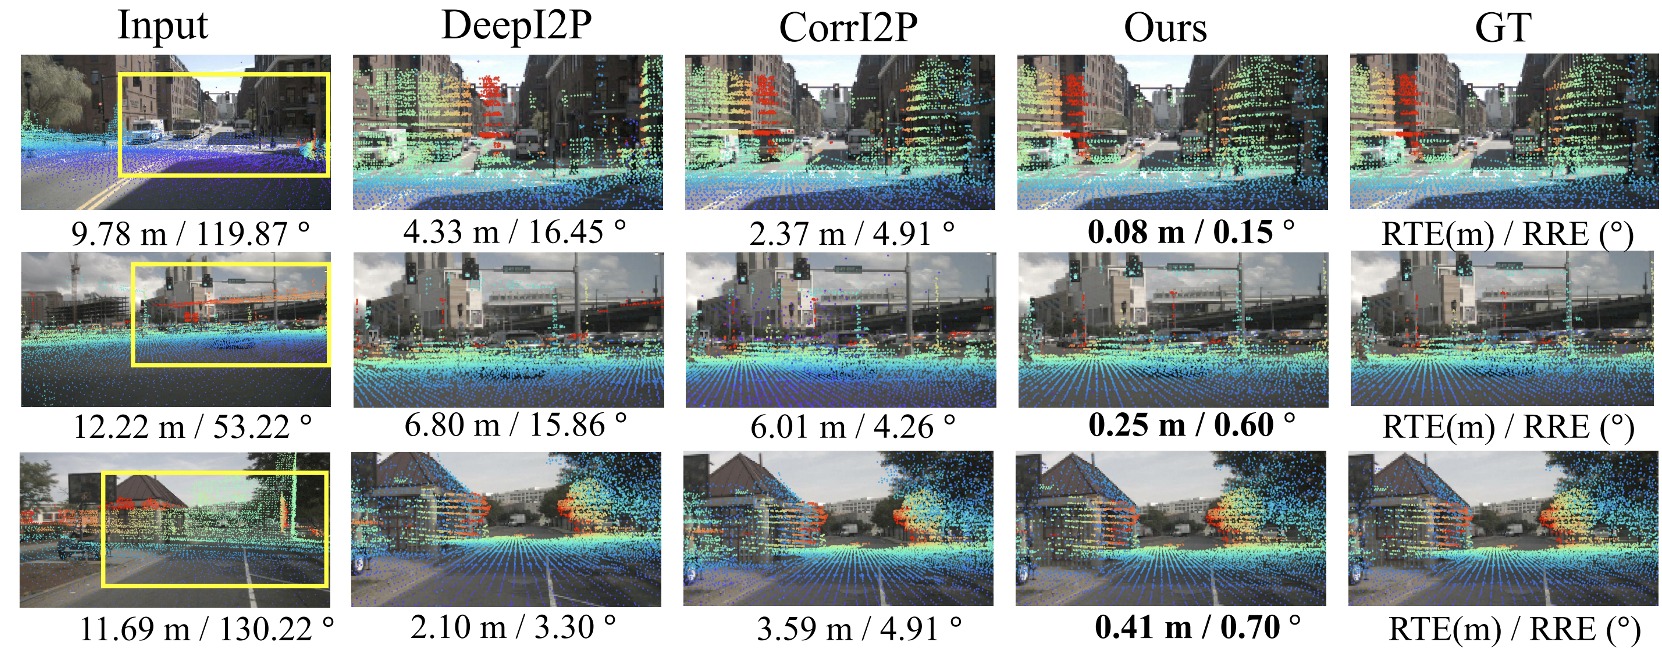 Input DeepI2P CorrI2P Ours GT
9.78 m / 119.87 ° 4.33 m / 16.45 ° 2.37 m / 4.91 ° 0.08 m / 0.15 ° RTE(m) / RRE (°)
12.22 m / 53.22 ° 6.80 m / 15.86 ° 6.01 m / 4.26 ° 0.25 m / 0.60 ° RTE(m) / RRE (°)
11.69 m / 130.22 ° 2.10 m / 3.30 ° 3.59 m / 4.91 ° 0.41 m / 0.70 ° RTE(m) / RRE (°)